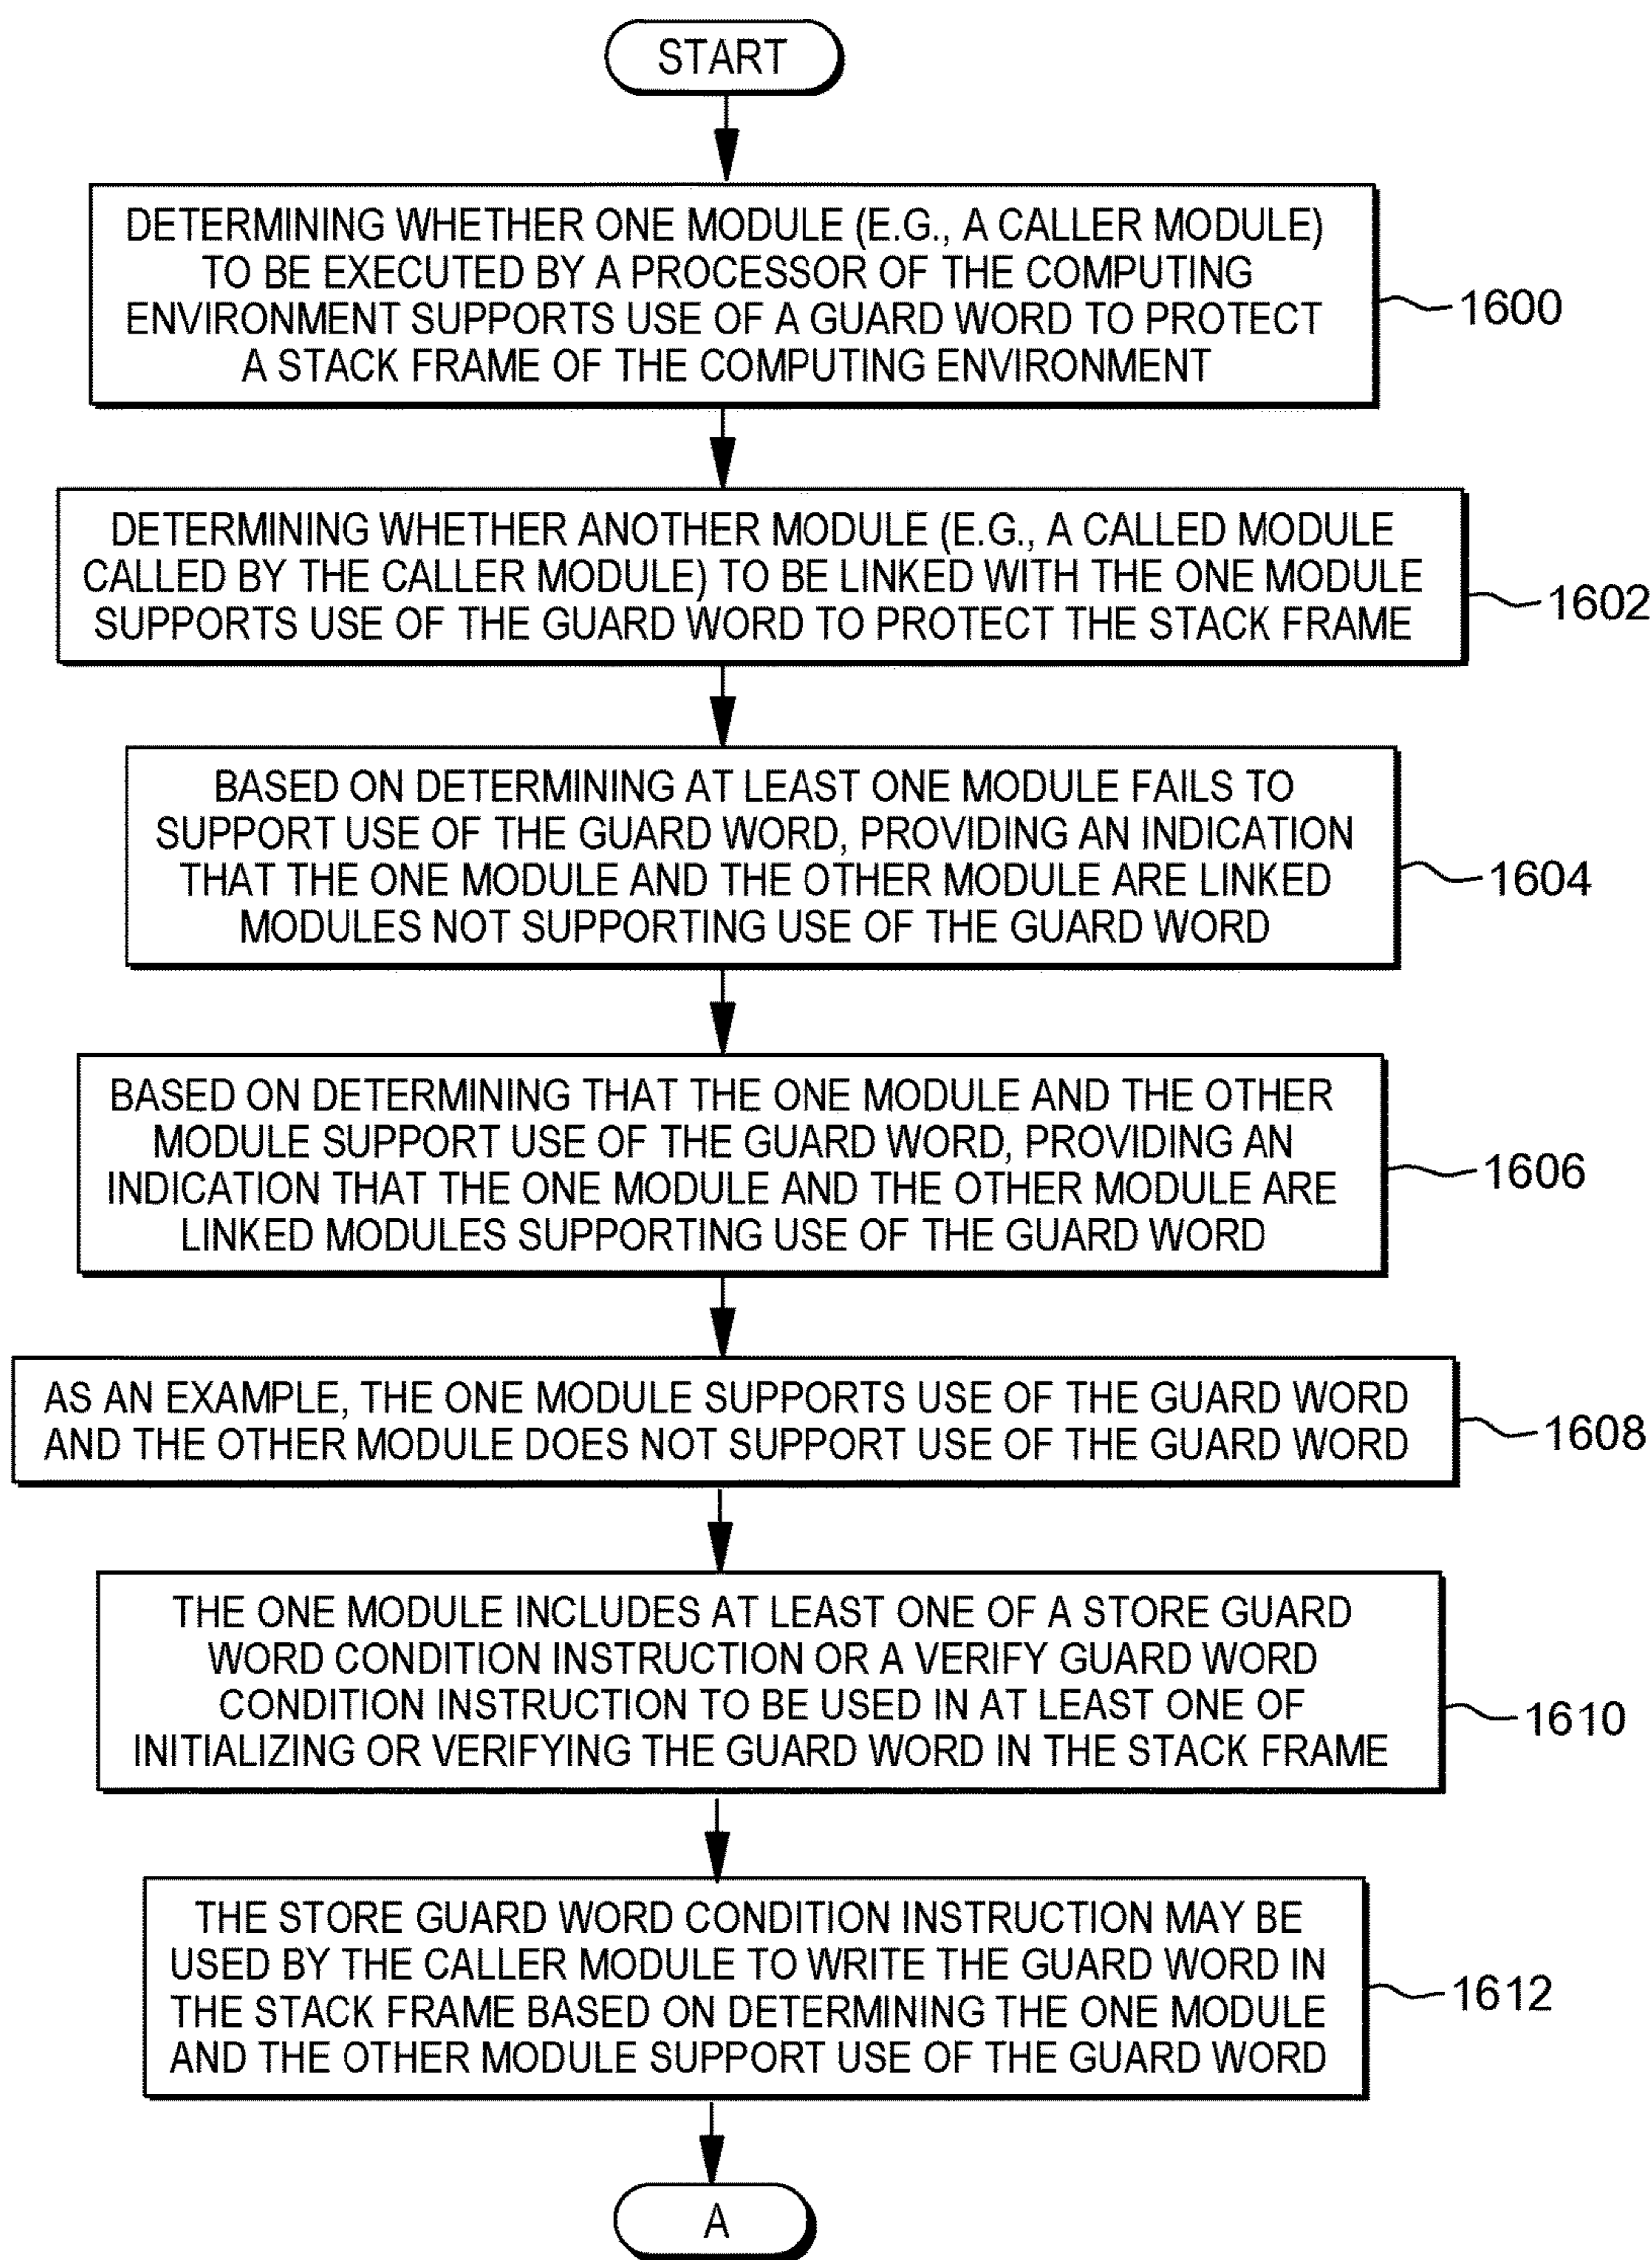 START
DETERMINING WHETHER ONE MODULE (E.G., A CALLER MODULE)
TO BE EXECUTED BY A PROCESSOR OF THE COMPUTING
ENVIRONMENT SUPPORTS USE OF A GUARD WORD TO PROTECT
A STACK FRAME OF THE COMPUTING ENVIRONMENT
1600
DETERMINING WHETHER ANOTHER MODULE (E.G., A CALLED MODULE
CALLED BY THE CALLER MODULE) TO BE LINKED WITH THE ONE MODULE
SUPPORTS USE OF THE GUARD WORD TO PROTECT THE STACK FRAME
1602
BASED ON DETERMINING AT LEAST ONE MODULE FAILS TO
SUPPORT USE OF THE GUARD WORD, PROVIDING AN INDICATION
THAT THE ONE MODULE AND THE OTHER MODULE ARE LINKED
MODULES NOT SUPPORTING USE OF THE GUARD WORD
1604
BASED ON DETERMINING THAT THE ONE MODULE AND THE OTHER
MODULE SUPPORT USE OF THE GUARD WORD, PROVIDING AN
INDICATION THAT THE ONE MODULE AND THE OTHER MODULE ARE
LINKED MODULES SUPPORTING USE OF THE GUARD WORD
1606
AS AN EXAMPLE, THE ONE MODULE SUPPORTS USE OF THE GUARD WORD
AND THE OTHER MODULE DOES NOT SUPPORT USE OF THE GUARD WORD
1608
THE ONE MODULE INCLUDES AT LEAST ONE OF A STORE GUARD
WORD CONDITION INSTRUCTION OR A VERIFY GUARD WORD
CONDITION INSTRUCTION TO BE USED IN AT LEAST ONE OF
INITIALIZING OR VERIFYING THE GUARD WORD IN THE STACK FRAME
1610
THE STORE GUARD WORD CONDITION INSTRUCTION MAY BE
USED BY THE CALLER MODULE TO WRITE THE GUARD WORD IN
THE STACK FRAME BASED ON DETERMINING THE ONE MODULE
AND THE OTHER MODULE SUPPORT USE OF THE GUARD WORD
1612
A